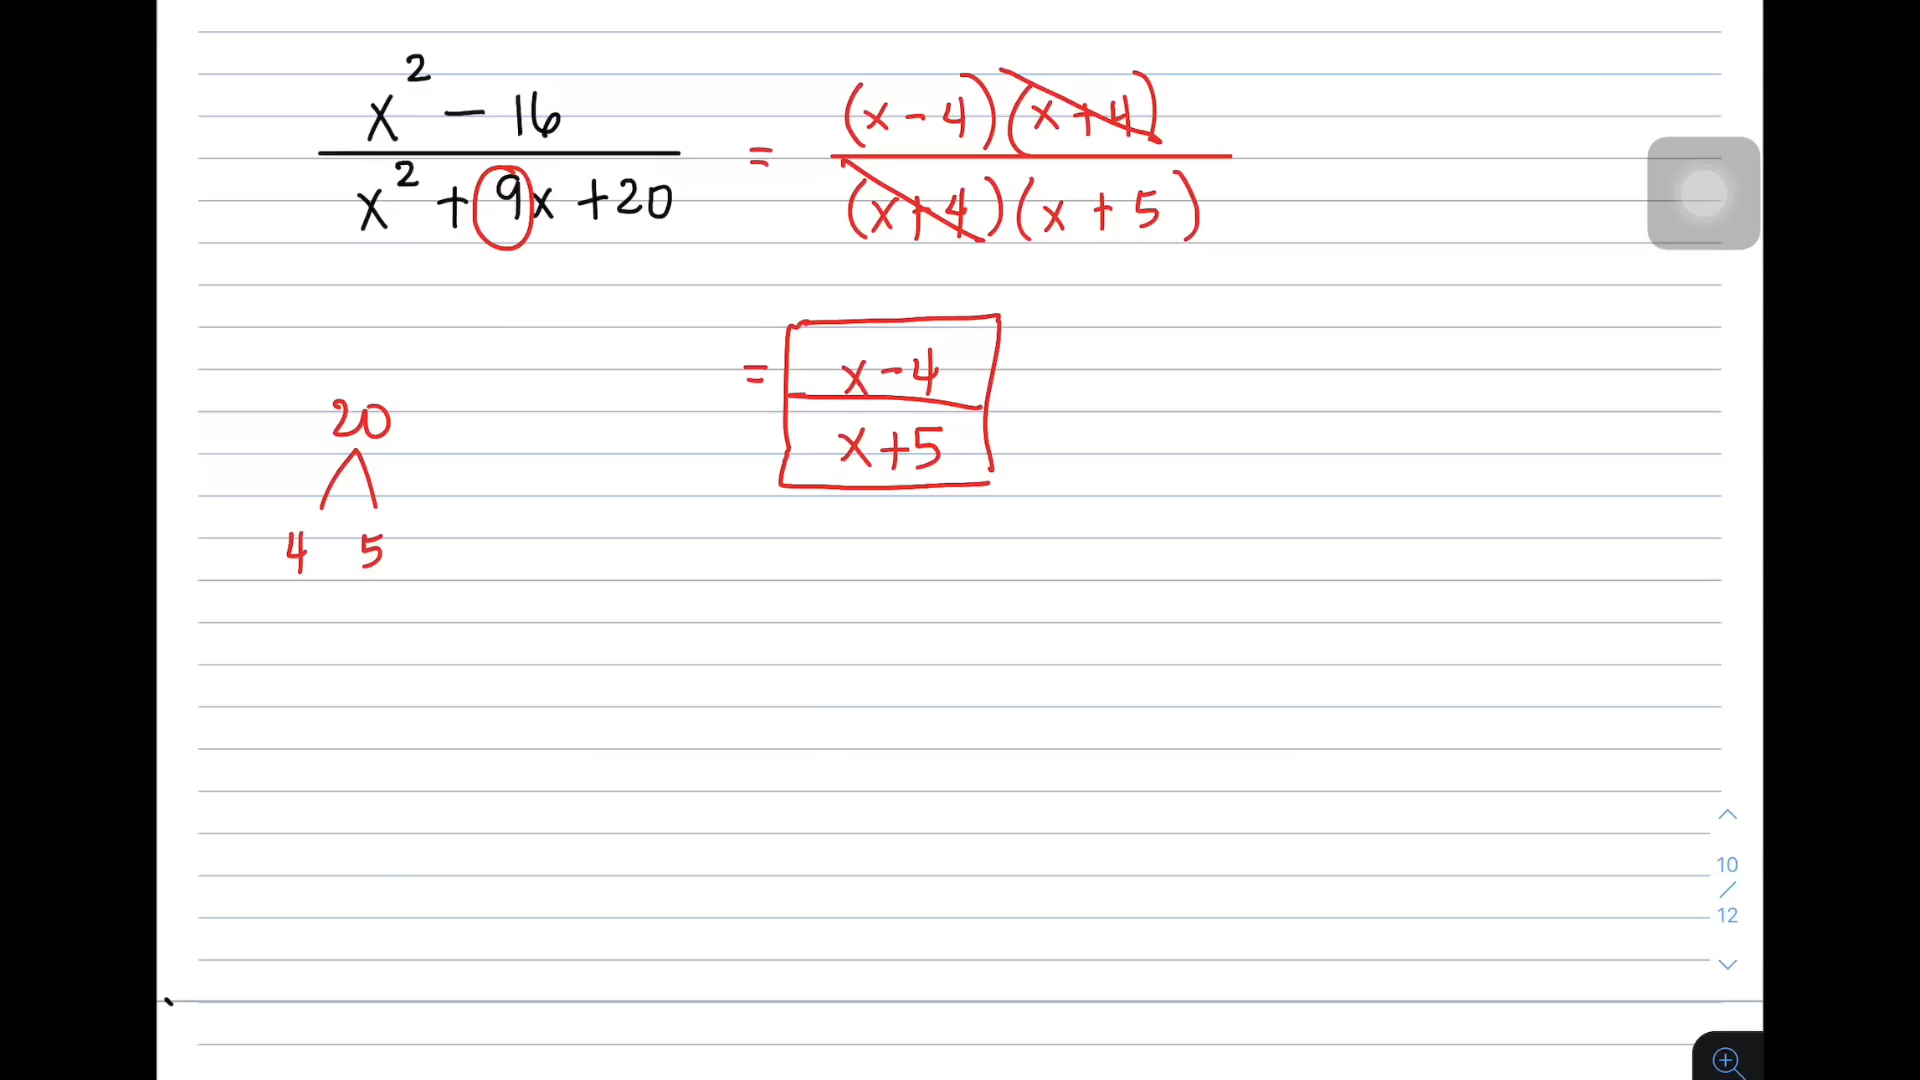 x² - 16 / x² + 9x + 20 = (x - 4)(x + 4) / (x + 4)(x + 5)
= x - 4 / x + 5
20
4 5
10
/
12